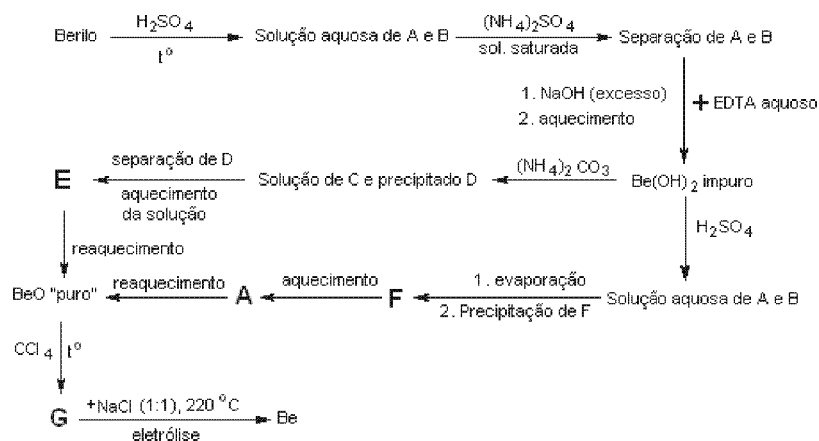 Berilo
H₂SO₄
t°
Solução aquosa de A e B
(NH₄)₂SO₄
sol. saturada
Separação de A e B
1. NaOH (excesso)
2. aquecimento
+ EDTA aquoso
E
separação de D
aquecimento
da solução
Solução de C e precipitado D
(NH₄)₂ CO₃
Be(OH)₂ impuro
H₂SO₄
reaquecimento
BeO "puro"
reaquecimento
A
aquecimento
F
1. evaporação
2. Precipitação de F
Solução aquosa de A e B
CCl₄
t°
G
+NaCl (1:1), 220 °C
eletrólise
Be